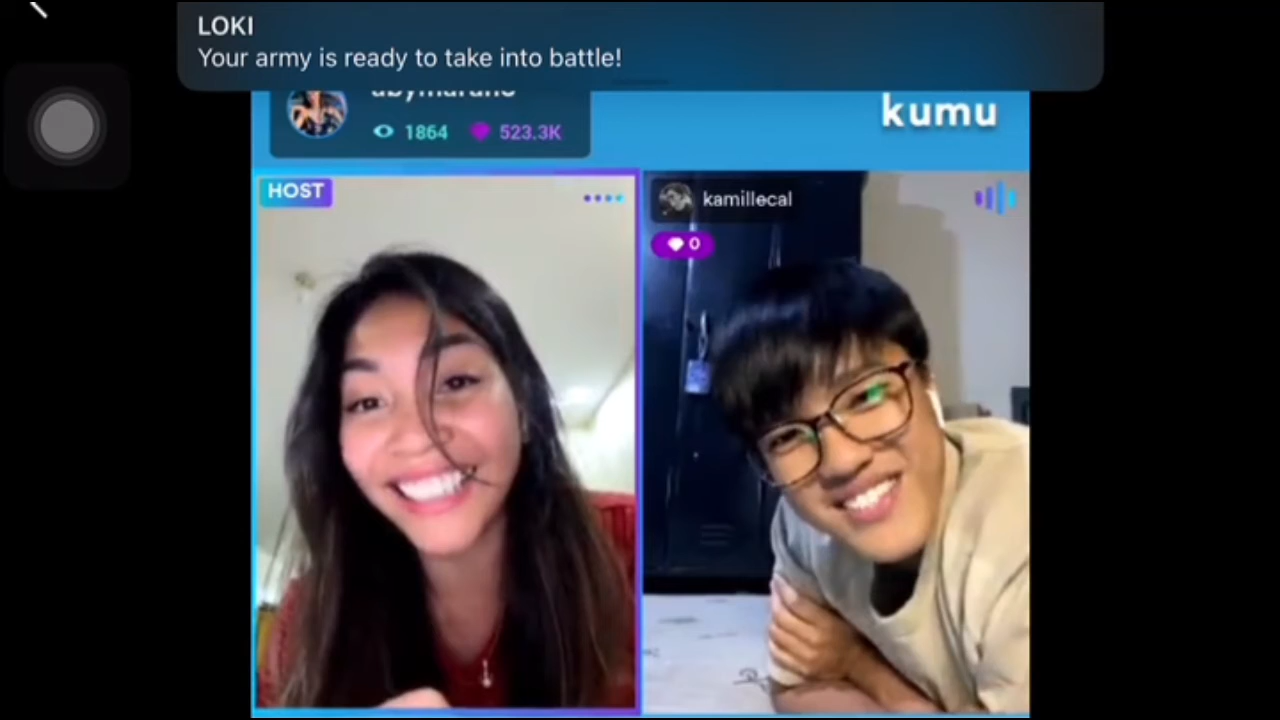 LOKI
Your army is ready to take into battle!
kumu
1864 523.3K
HOST
kamillecal
0